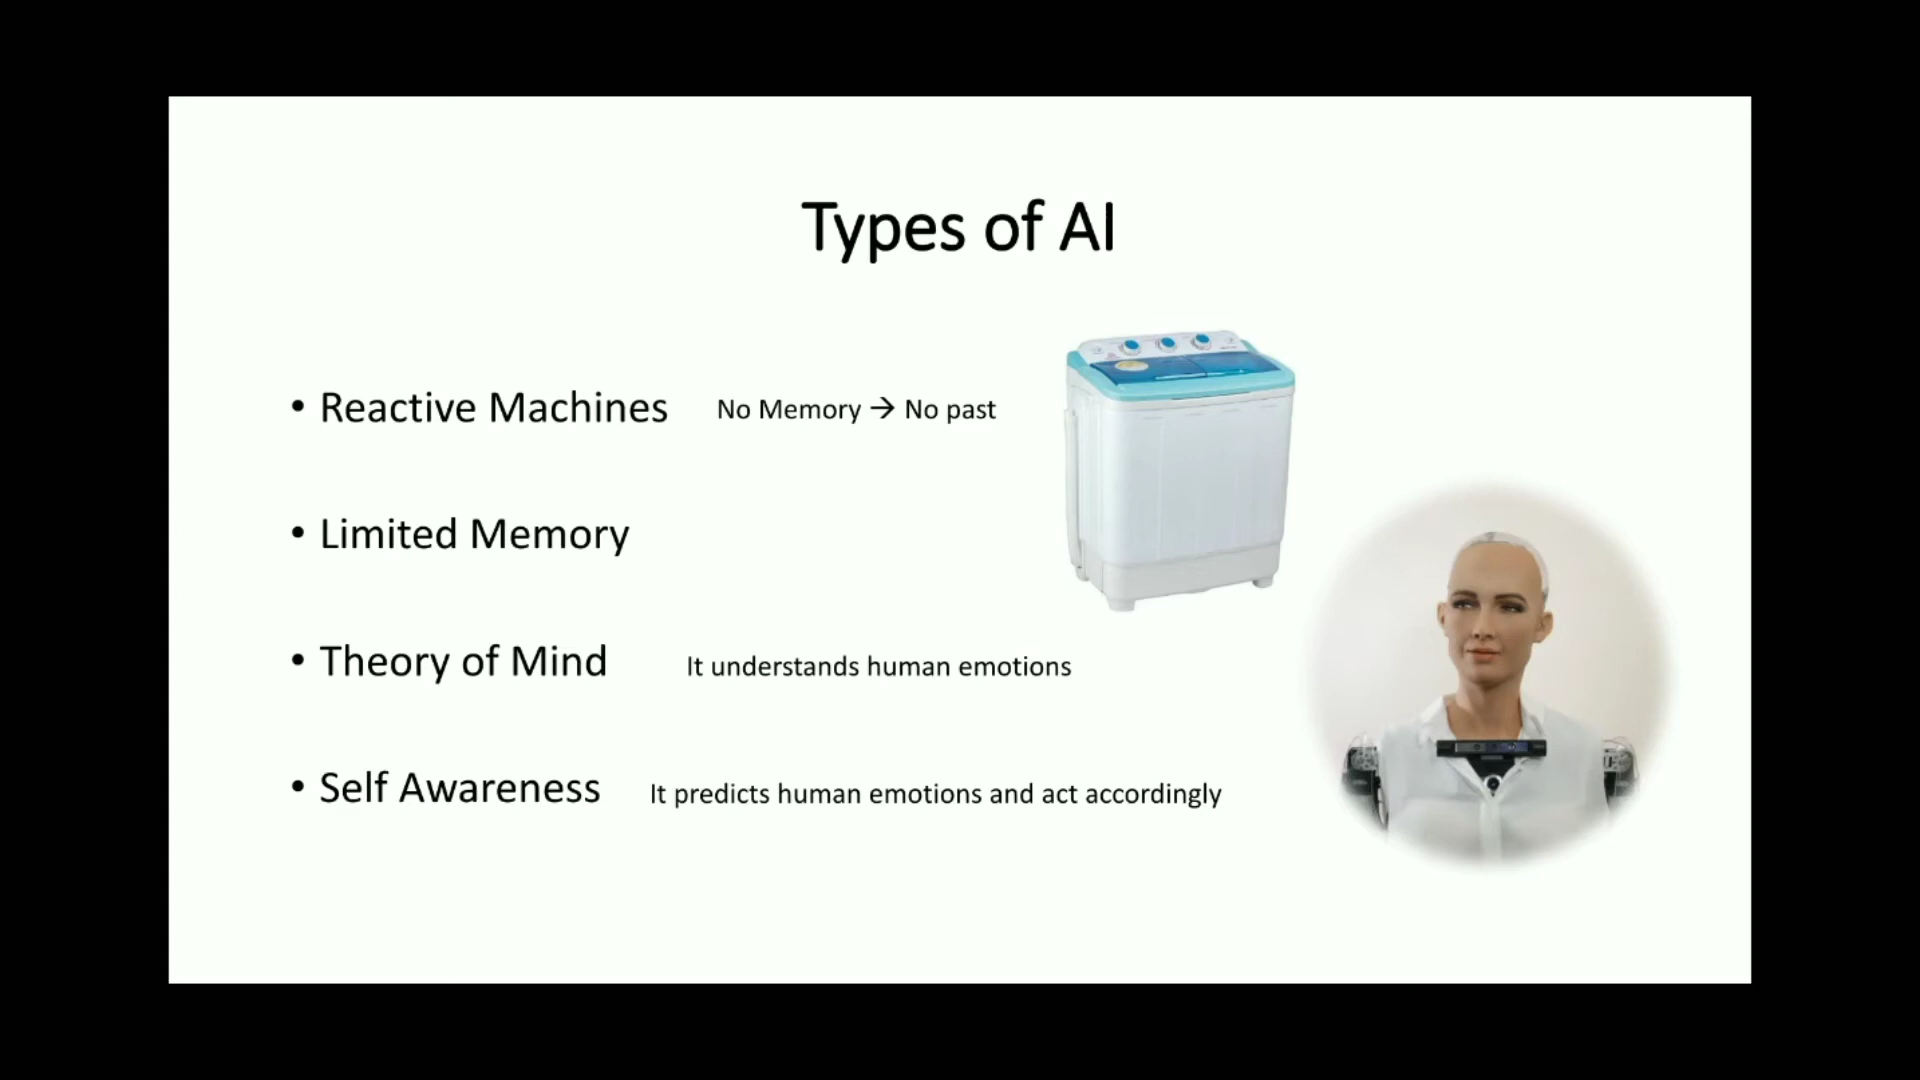 Types of AI
• Reactive Machines No Memory → No past
• Limited Memory
• Theory of Mind It understands human emotions
• Self Awareness It predicts human emotions and act accordingly